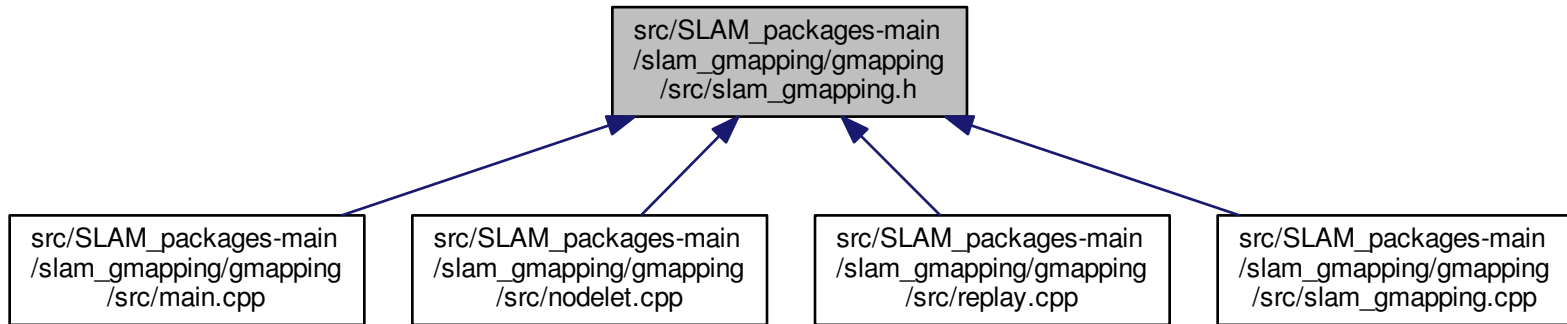 src/SLAM_packages-main
/slam_gmapping/gmapping
/src/slam_gmapping.h
src/SLAM_packages-main
/slam_gmapping/gmapping
/src/main.cpp
src/SLAM_packages-main
/slam_gmapping/gmapping
/src/nodelet.cpp
src/SLAM_packages-main
/slam_gmapping/gmapping
/src/replay.cpp
src/SLAM_packages-main
/slam_gmapping/gmapping
/src/slam_gmapping.cpp